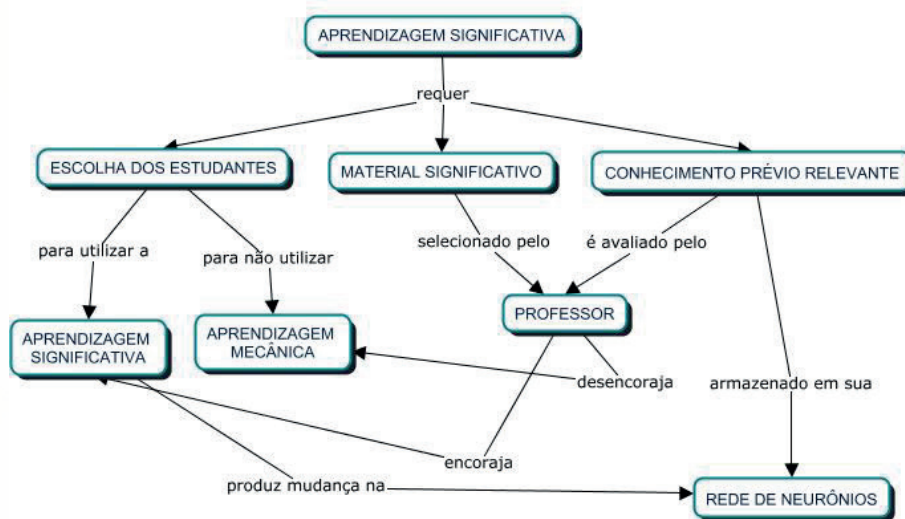 APRENDIZAGEM SIGNIFICATIVA
requer
ESCOLHA DOS ESTUDANTES
MATERIAL SIGNIFICATIVO
CONHECIMENTO PRÉVIO RELEVANTE
para utilizar a
para não utilizar
selecionado pelo
é avaliado pelo
APRENDIZAGEM
SIGNIFICATIVA
APRENDIZAGEM
MECÂNICA
PROFESSOR
desencoraja
armazenado em sua
encoraja
produz mudança na
REDE DE NEURÔNIOS